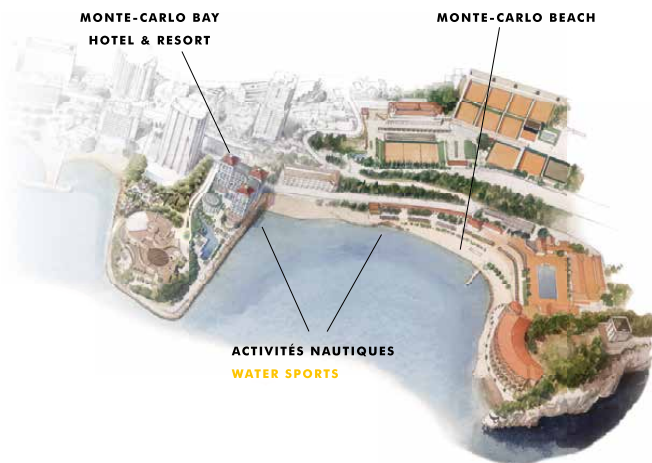 MONTE-CARLO BAY
HOTEL & RESORT
MONTE-CARLO BEACH
ACTIVITÉS NAUTIQUES
WATER SPORTS